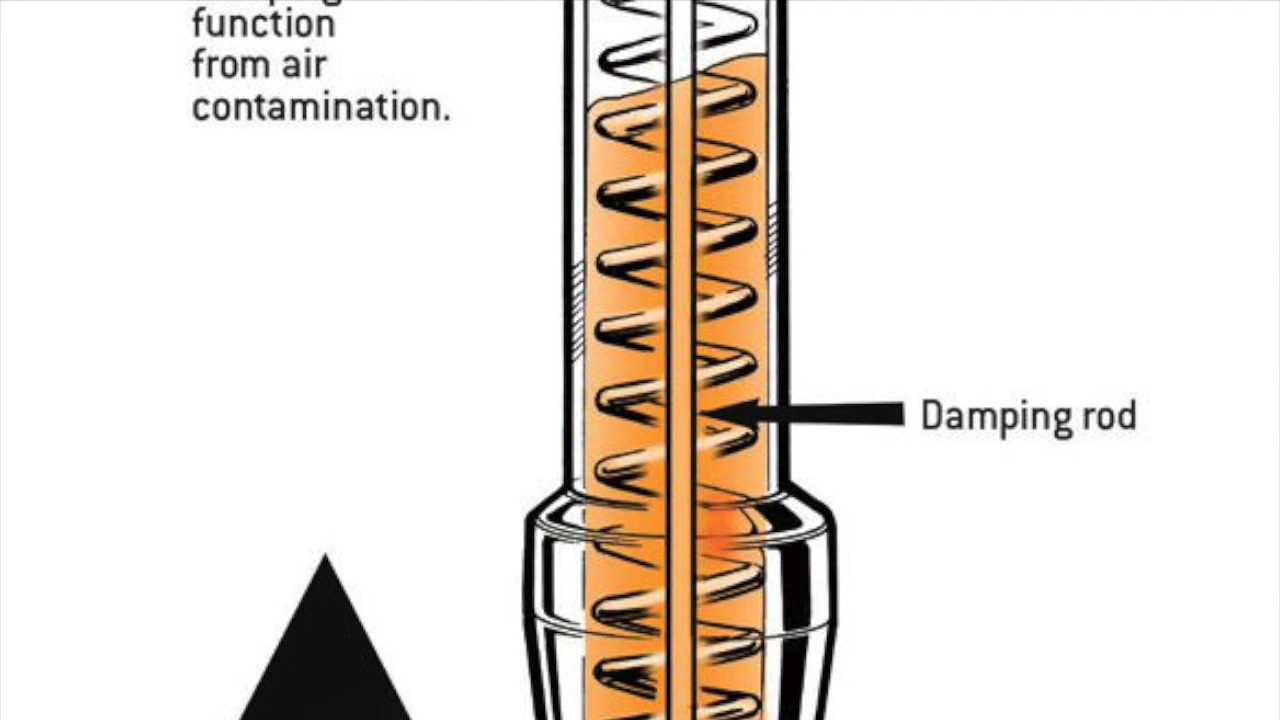 function
from air
contamination.
Damping rod